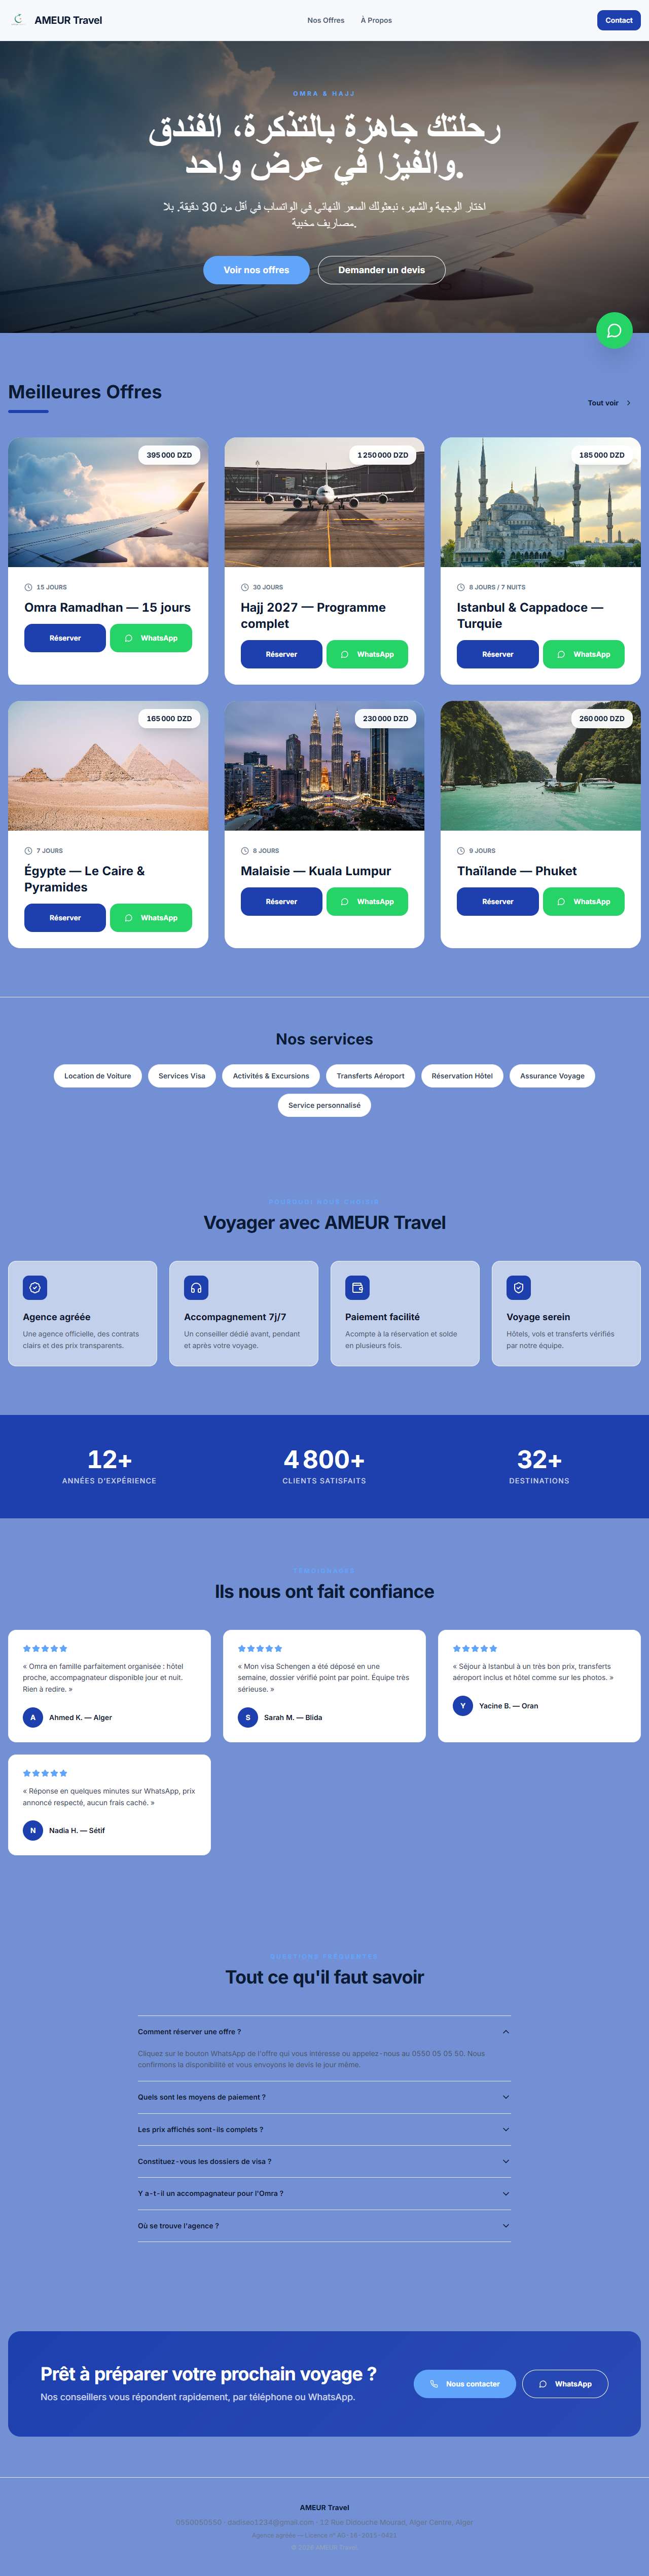 AMEUR Travel
Nos Offres
À Propos
Contact
OMRA & HAJJ
رحلتك جاهزة بالتذكرة، الفندق
والفيزا في عرض واحد.
اختار الوجهة والشهر، نبعثولك السعر النهائي في الواتساب في أقل من 30 دقيقة. بلا
مصاريف مخبية.
Voir nos offres
Demander un devis
Meilleures Offres
Tout voir
395 000 DZD
1 250 000 DZD
185 000 DZD
15 JOURS
30 JOURS
8 JOURS / 7 NUITS
Omra Ramadhan — 15 jours
Hajj 2027 — Programme
complet
Istanbul & Cappadoce —
Turquie
Réserver
WhatsApp
Réserver
WhatsApp
Réserver
WhatsApp
165 000 DZD
230 000 DZD
260 000 DZD
7 JOURS
8 JOURS
9 JOURS
Égypte — Le Caire &
Pyramides
Malaisie — Kuala Lumpur
Thaïlande — Phuket
Réserver
WhatsApp
Réserver
WhatsApp
Réserver
WhatsApp
Nos services
Location de Voiture
Services Visa
Activités & Excursions
Transferts Aéroport
Réservation Hôtel
Assurance Voyage
Service personnalisé
POURQUOI NOUS CHOISIR
Voyager avec AMEUR Travel
Agence agréée
Une agence officielle, des contrats
clairs et des prix transparents.
Accompagnement 7j/7
Un conseiller dédié avant, pendant
et après votre voyage.
Paiement facilité
Acompte à la réservation et solde
en plusieurs fois.
Voyage serein
Hôtels, vols et transferts vérifiés
par notre équipe.
12+
ANNÉES D'EXPÉRIENCE
4 800+
CLIENTS SATISFAITS
32+
DESTINATIONS
TÉMOIGNAGES
Ils nous ont fait confiance
« Omra en famille parfaitement organisée : hôtel
proche, accompagnateur disponible jour et nuit.
Rien à redire. »
A
Ahmed K. — Alger
« Mon visa Schengen a été déposé en une
semaine, dossier vérifié point par point. Équipe très
sérieuse. »
S
Sarah M. — Blida
« Séjour à Istanbul à un très bon prix, transferts
aéroport inclus et hôtel comme sur les photos. »
Y
Yacine B. — Oran
« Réponse en quelques minutes sur WhatsApp, prix
annoncé respecté, aucun frais caché. »
N
Nadia H. — Sétif
QUESTIONS FRÉQUENTES
Tout ce qu'il faut savoir
Comment réserver une offre ?
Cliquez sur le bouton WhatsApp de l'offre qui vous intéresse ou appelez-nous au 0550 05 05 50. Nous
confirmons la disponibilité et vous envoyons le devis le jour même.
Quels sont les moyens de paiement ?
Les prix affichés sont-ils complets ?
Constituez-vous les dossiers de visa ?
Y a-t-il un accompagnateur pour l'Omra ?
Où se trouve l'agence ?
Prêt à préparer votre prochain voyage ?
Nos conseillers vous répondent rapidement, par téléphone ou WhatsApp.
Nous contacter
WhatsApp
AMEUR Travel
12 Rue Didouche Mourad, Alger Centre, Alger